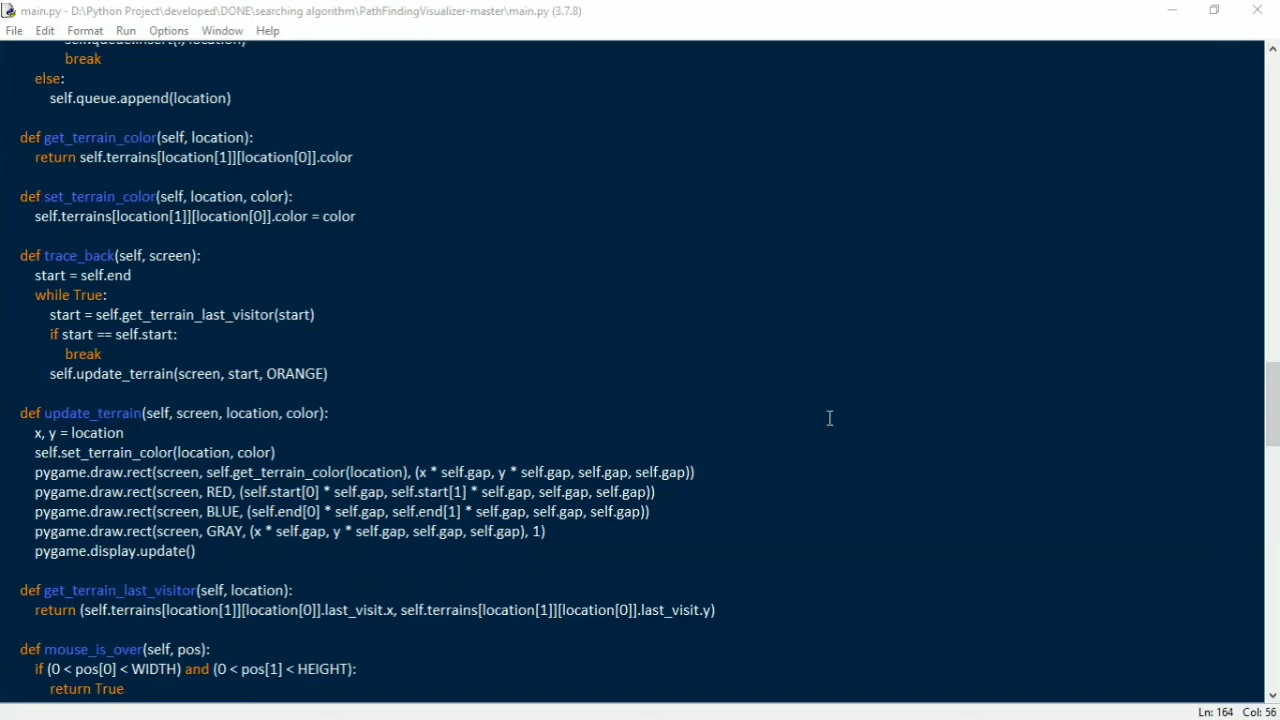 main.py - D:\Python Project\developed\DONE\searching algorithm\PathFindingVisualizer-master\main.py (3.7.8)
File Edit Format Run Options Window Help
break
else:
self.queue.append(location)
def get_terrain_color(self, location):
return self.terrains[location[1]][location[0]].color
def set_terrain_color(self, location, color):
self.terrains[location[1]][location[0]].color = color
def trace_back(self, screen):
start = self.end
while True:
start = self.get_terrain_last_visitor(start)
if start == self.start:
break
self.update_terrain(screen, start, ORANGE)
def update_terrain(self, screen, location, color):
x, y = location
self.set_terrain_color(location, color)
pygame.draw.rect(screen, self.get_terrain_color(location), (x * self.gap, y * self.gap, self.gap, self.gap))
pygame.draw.rect(screen, RED, (self.start[0] * self.gap, self.start[1] * self.gap, self.gap, self.gap))
pygame.draw.rect(screen, BLUE, (self.end[0] * self.gap, self.end[1] * self.gap, self.gap, self.gap))
pygame.draw.rect(screen, GRAY, (x * self.gap, y * self.gap, self.gap, self.gap), 1)
pygame.display.update()
def get_terrain_last_visitor(self, location):
return (self.terrains[location[1]][location[0]].last_visit.x, self.terrains[location[1]][location[0]].last_visit.y)
def mouse_is_over(self, pos):
if (0 < pos[0] < WIDTH) and (0 < pos[1] < HEIGHT):
return True
Ln: 164 Col: 56